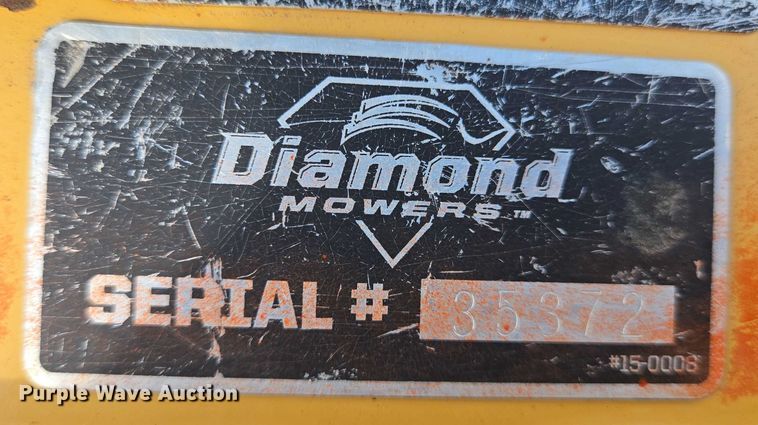 Diamond
MOWERS™
SERIAL # 35372
#15-0008
Purple Wave Auction